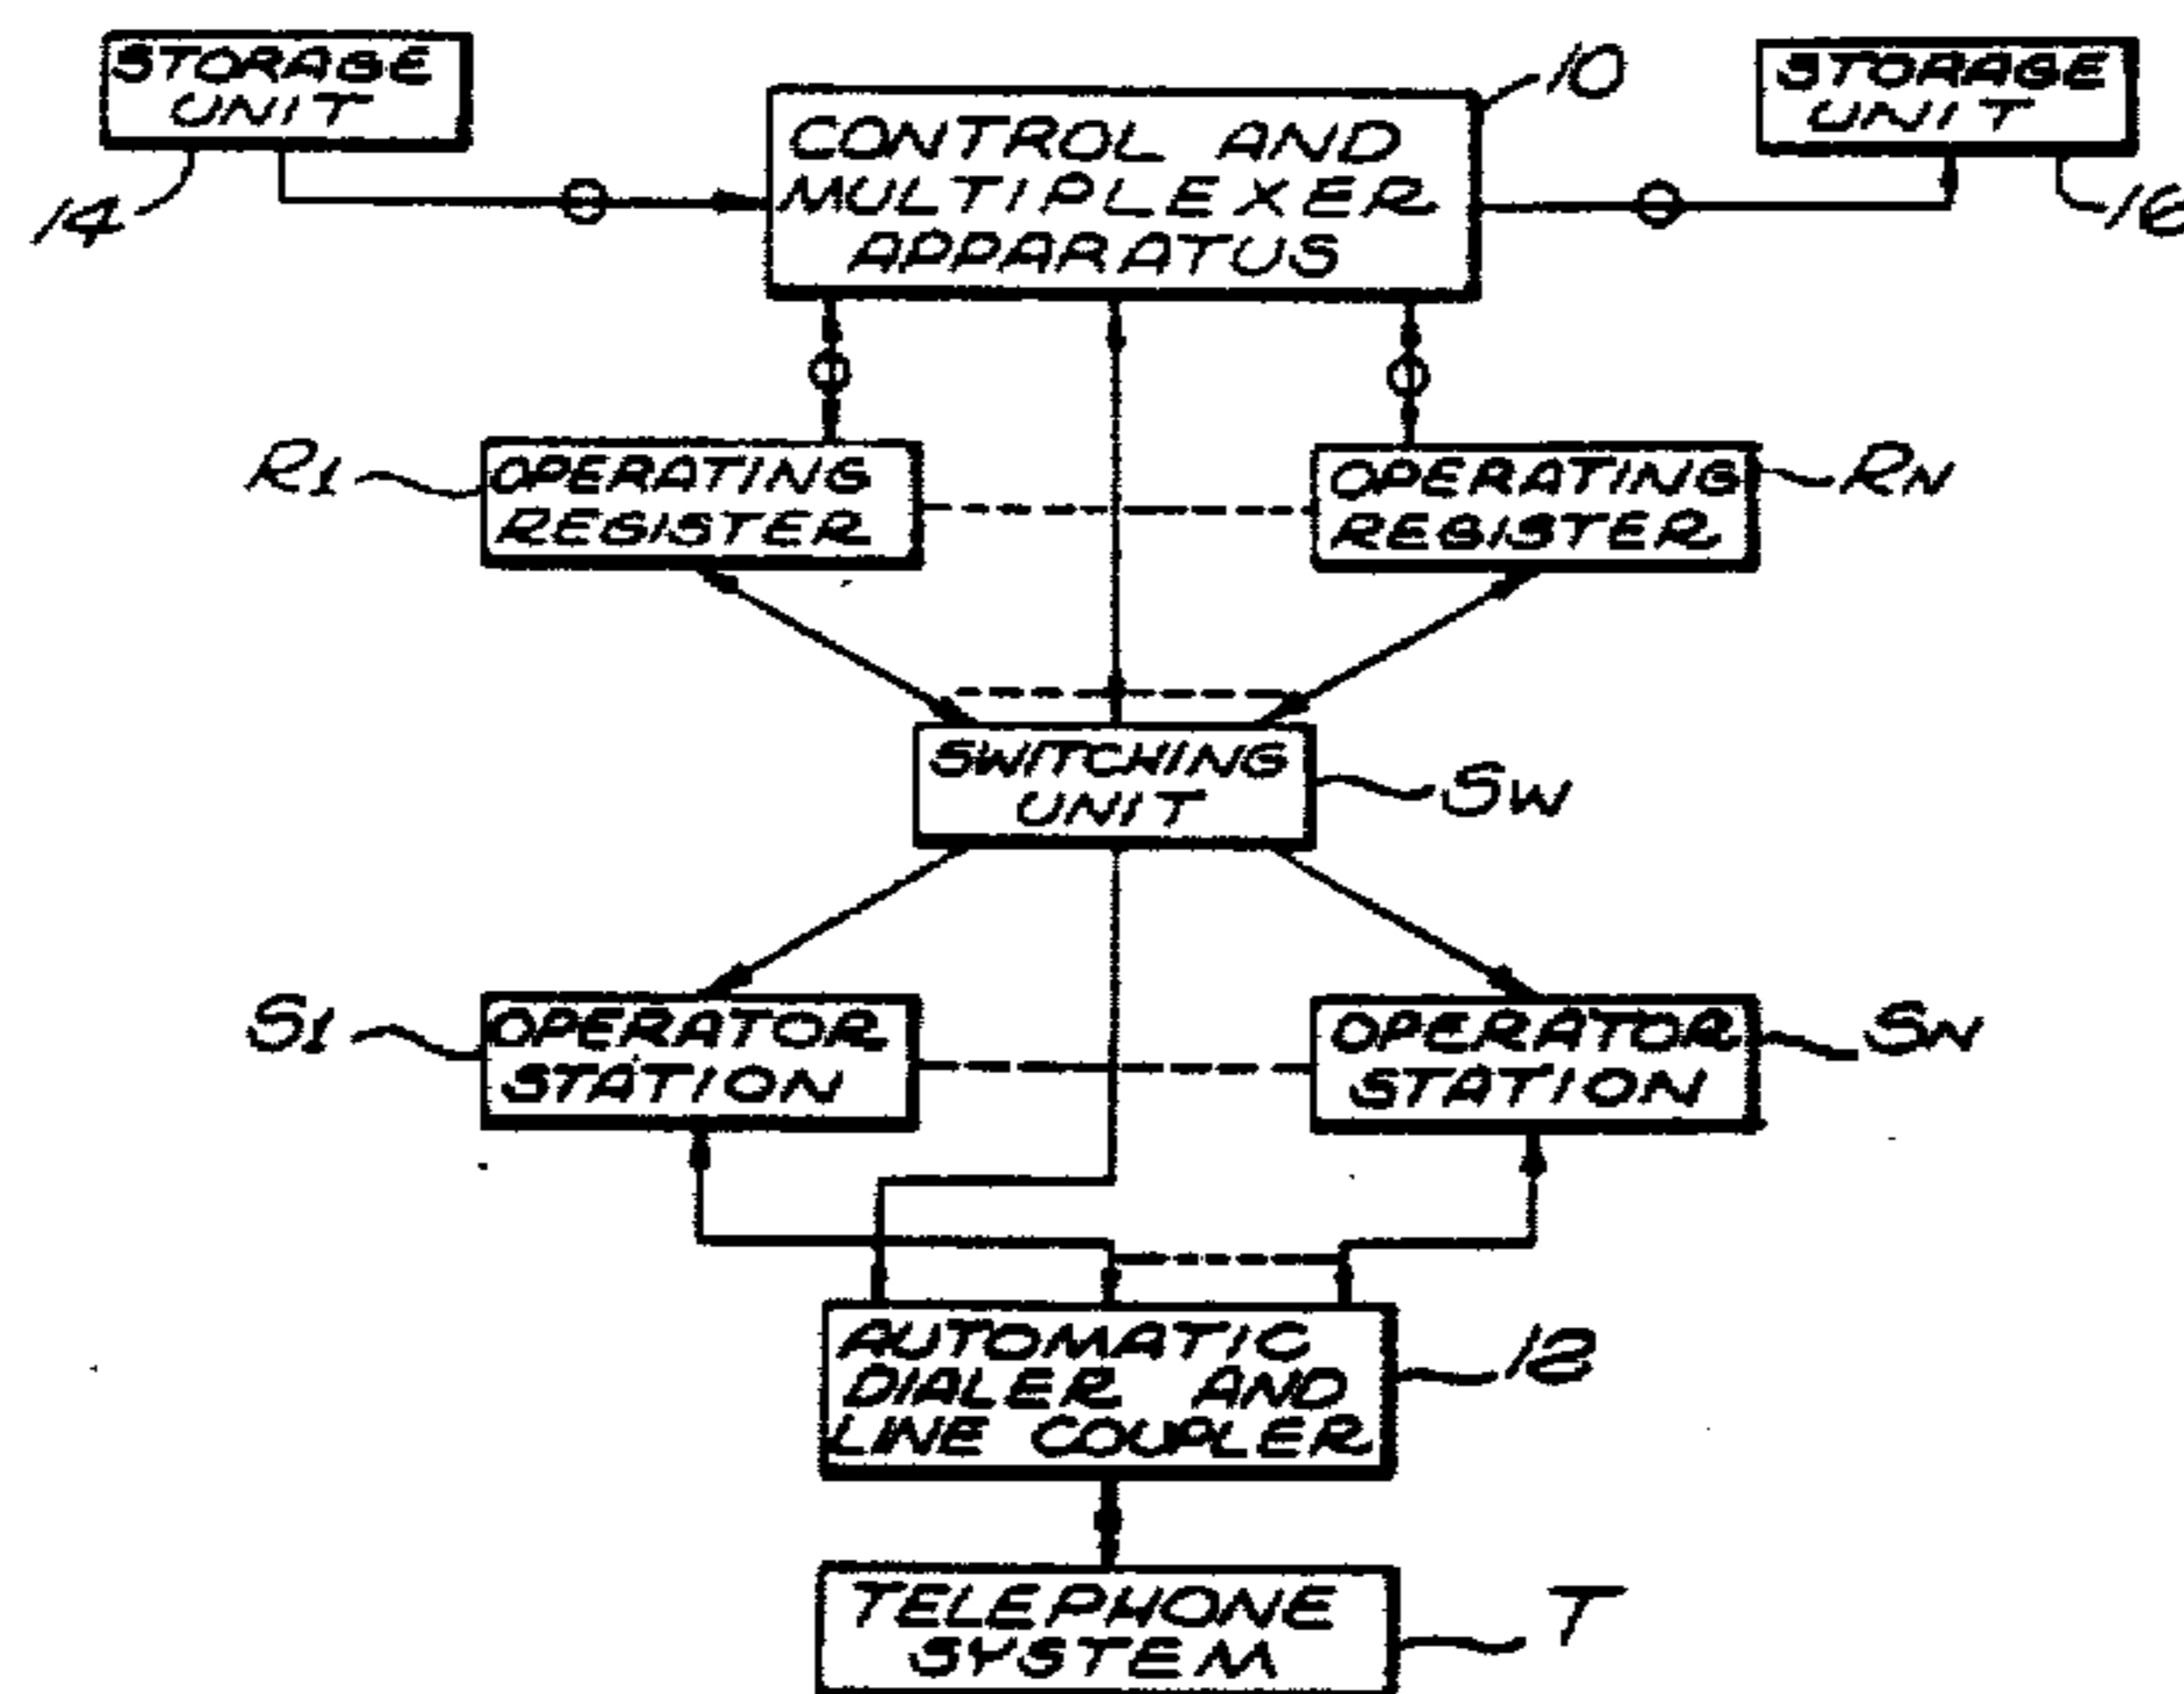 STORAGE
UNIT
14
CONTROL AND
MULTIPLEXER
APPARATUS
10
STORAGE
UNIT
16
R1
OPERATING
REGISTER
OPERATING
REGISTER
RN
SWITCHING
UNIT
SW
S1
OPERATOR
STATION
OPERATOR
STATION
SN
AUTOMATIC
DIALER AND
LINE COUPLER
12
TELEPHONE
SYSTEM
T